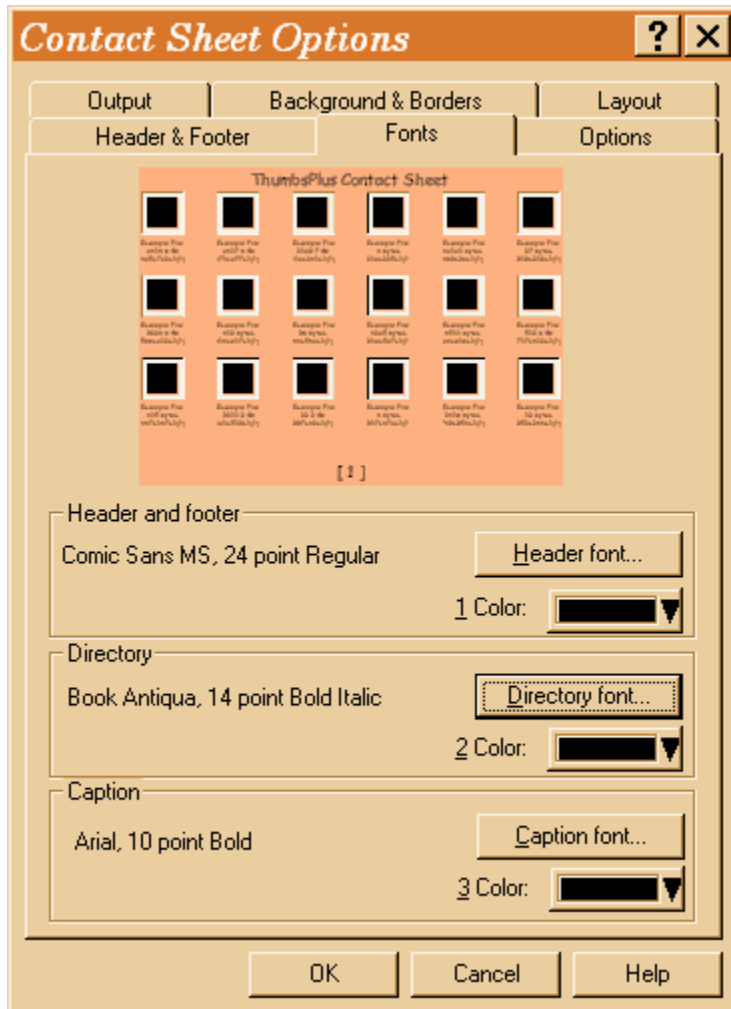 Contact Sheet Options
Output Background & Borders Layout
Header & Footer Fonts Options
ThumbsPlus Contact Sheet
[1]
Header and footer
Comic Sans MS, 24 point Regular Header font...
1 Color:
Directory
Book Antiqua, 14 point Bold Italic Directory font...
2 Color:
Caption
Arial, 10 point Bold Caption font...
3 Color:
OK Cancel Help